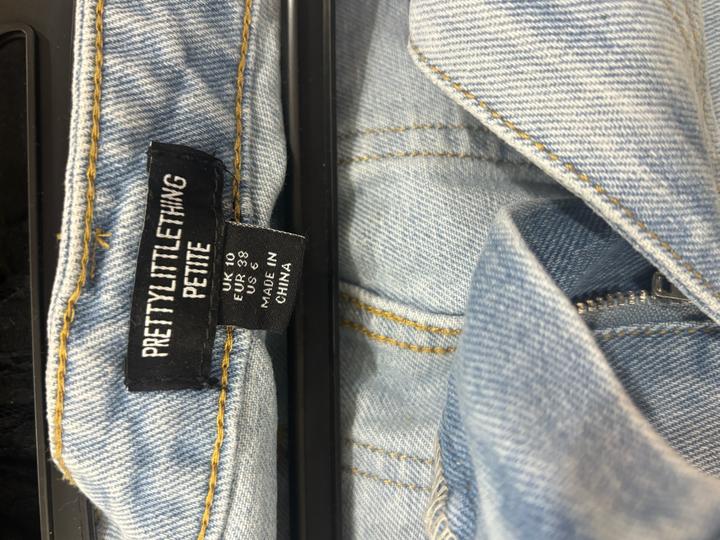 PRETTYLITTLETHING
PETITE
UK 10
EUR 38
US 6
MADE IN
CHINA